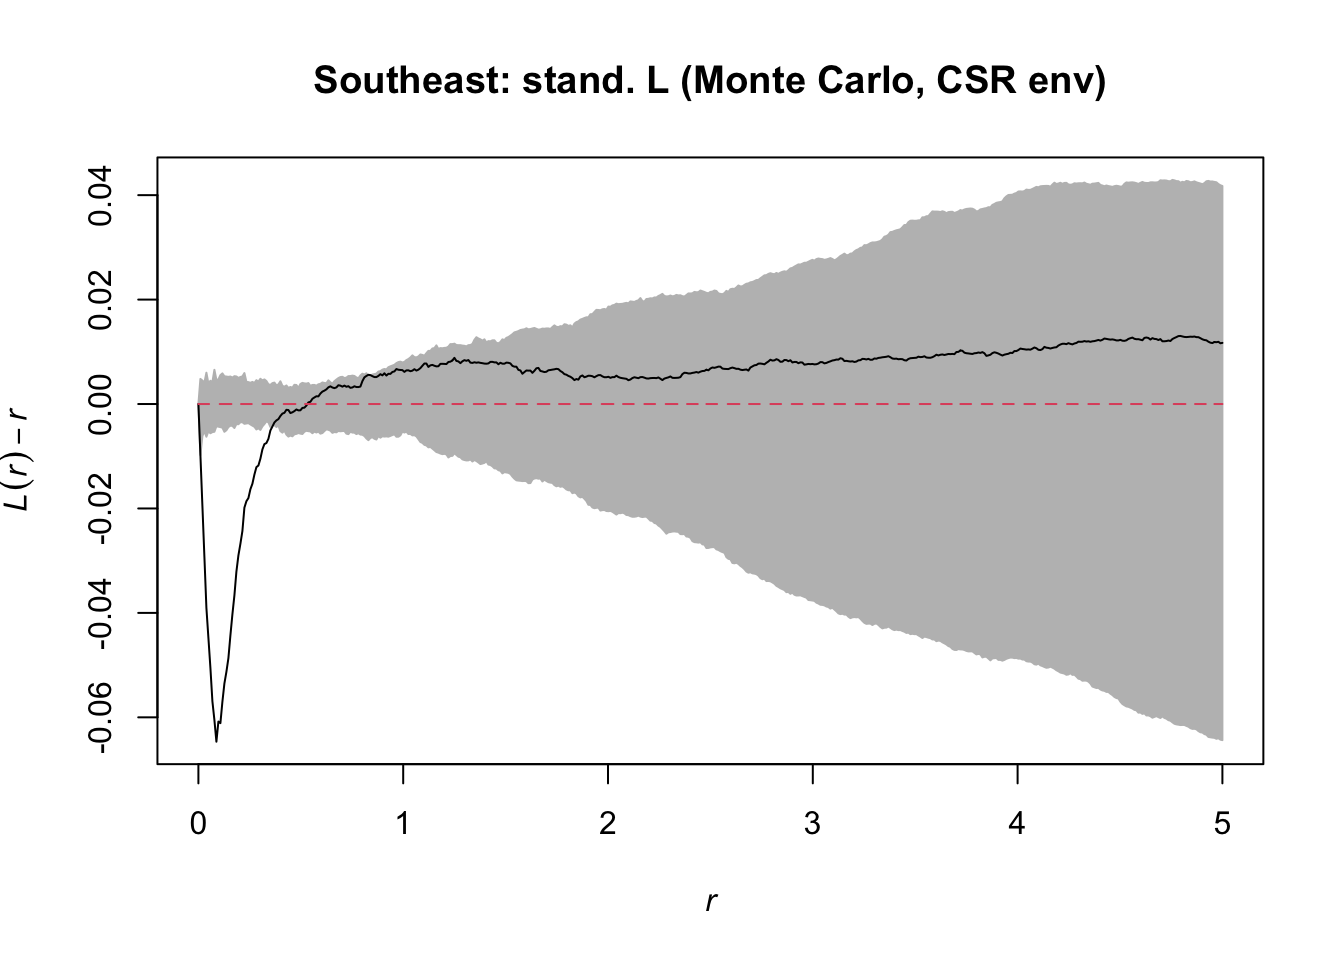 Southeast: stand. L (Monte Carlo, CSR env)
0.04
0.02
0.00
-0.02
-0.04
-0.06
L(r) − r
0 1 2 3 4 5
r